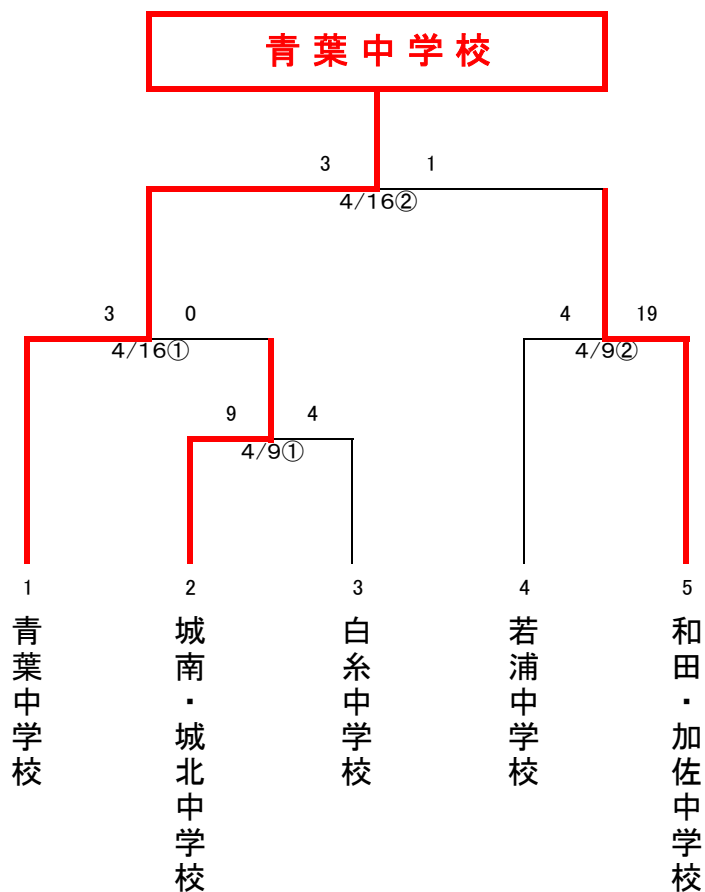 青葉中学校
3 1
4/16②
3 0
4 19
4/16①
4/9②
9 4
4/9①
1 2 3 4 5
青葉中学校
城南・城北中学校
白糸中学校
若浦中学校
和田・加佐中学校